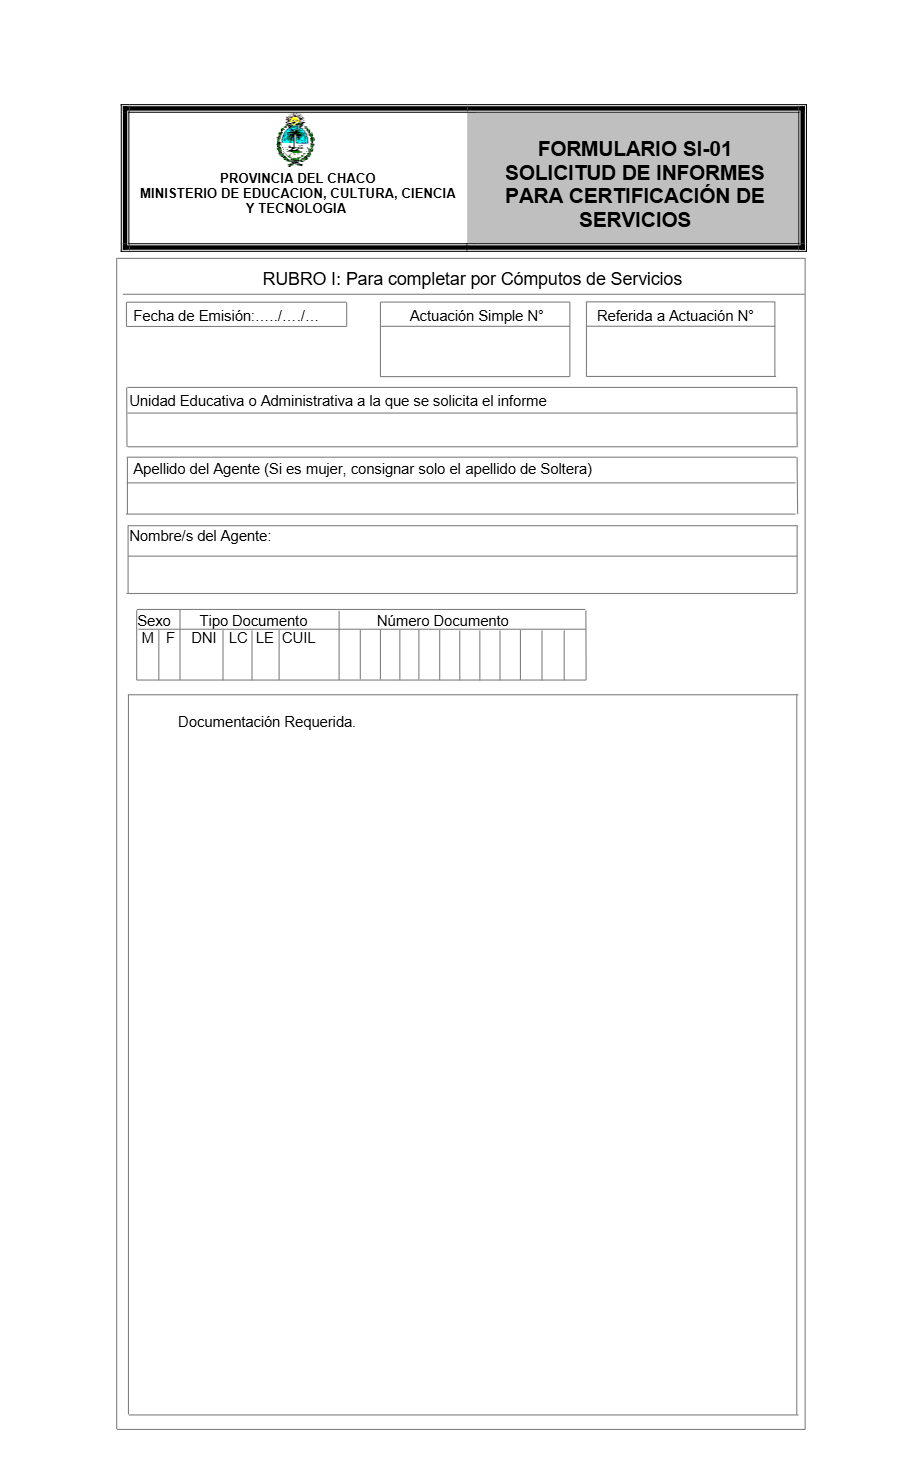 PROVINCIA DEL CHACO
MINISTERIO DE EDUCACION, CULTURA, CIENCIA
Y TECNOLOGIA
FORMULARIO SI-01
SOLICITUD DE INFORMES
PARA CERTIFICACIÓN DE
SERVICIOS
RUBRO I: Para completar por Cómputos de Servicios
Fecha de Emisión:…../…./…
Actuación Simple N°
Referida a Actuación N°
Unidad Educativa o Administrativa a la que se solicita el informe
Apellido del Agente (Si es mujer, consignar solo el apellido de Soltera)
Nombre/s del Agente:
Sexo Tipo Documento Número Documento
M F DNI LC LE CUIL
Documentación Requerida.